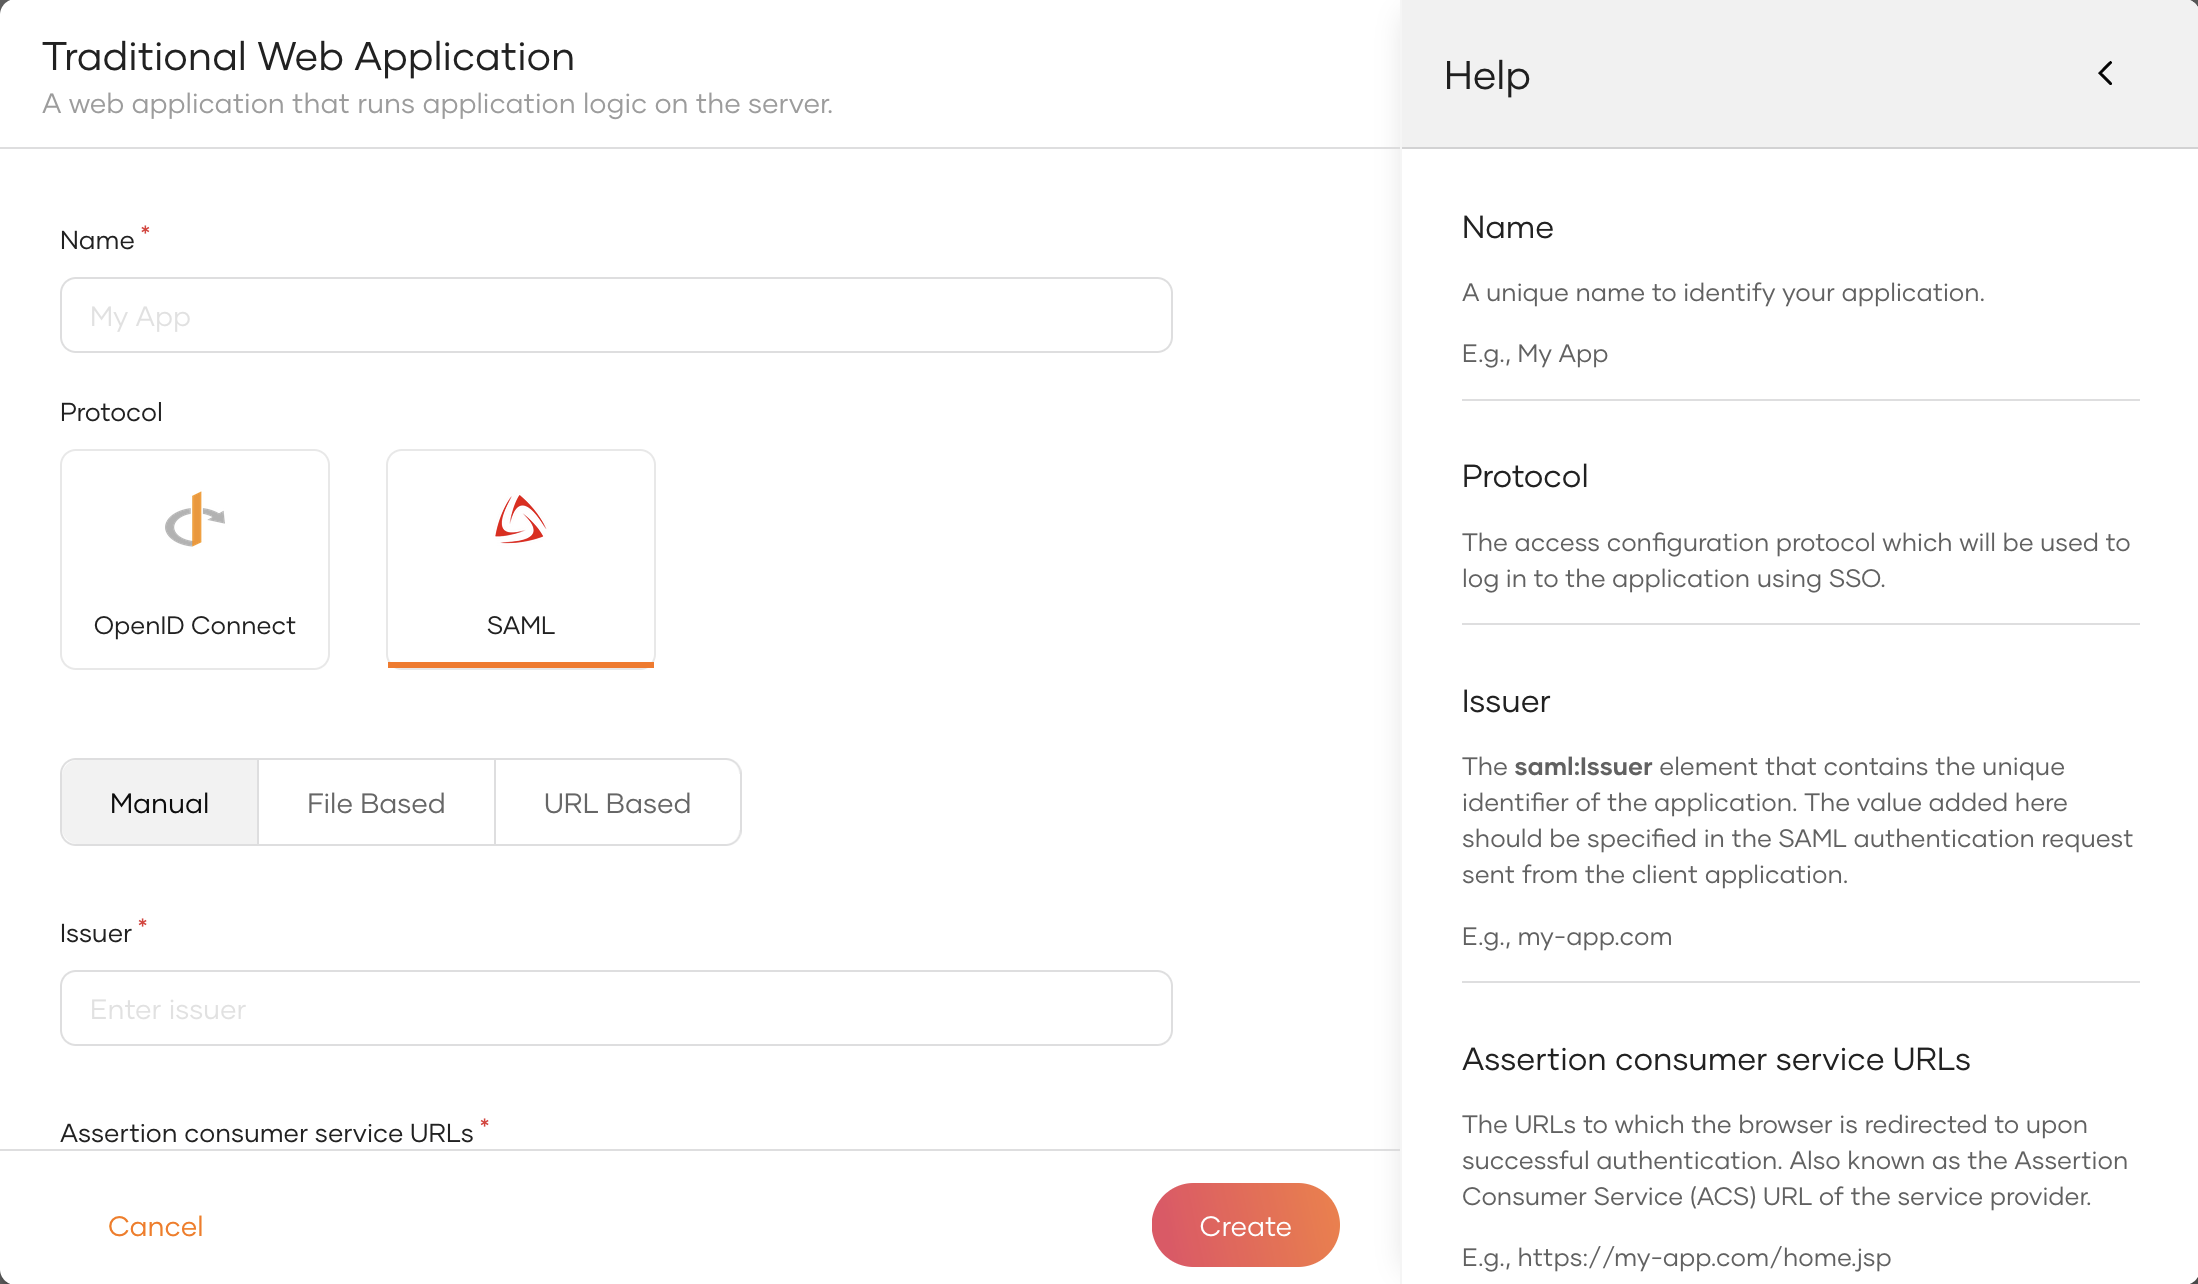 Traditional Web Application
A web application that runs application logic on the server.
Name *
My App
Protocol
OpenID Connect
SAML
Manual
File Based
URL Based
Issuer *
Enter issuer
Assertion consumer service URLs *
Cancel
Create
Help
Name
A unique name to identify your application.
E.g., My App
Protocol
The access configuration protocol which will be used to
log in to the application using SSO.
Issuer
The saml:Issuer element that contains the unique
identifier of the application. The value added here
should be specified in the SAML authentication request
sent from the client application.
E.g., my-app.com
Assertion consumer service URLs
The URLs to which the browser is redirected to upon
successful authentication. Also known as the Assertion
Consumer Service (ACS) URL of the service provider.
E.g., https://my-app.com/home.jsp